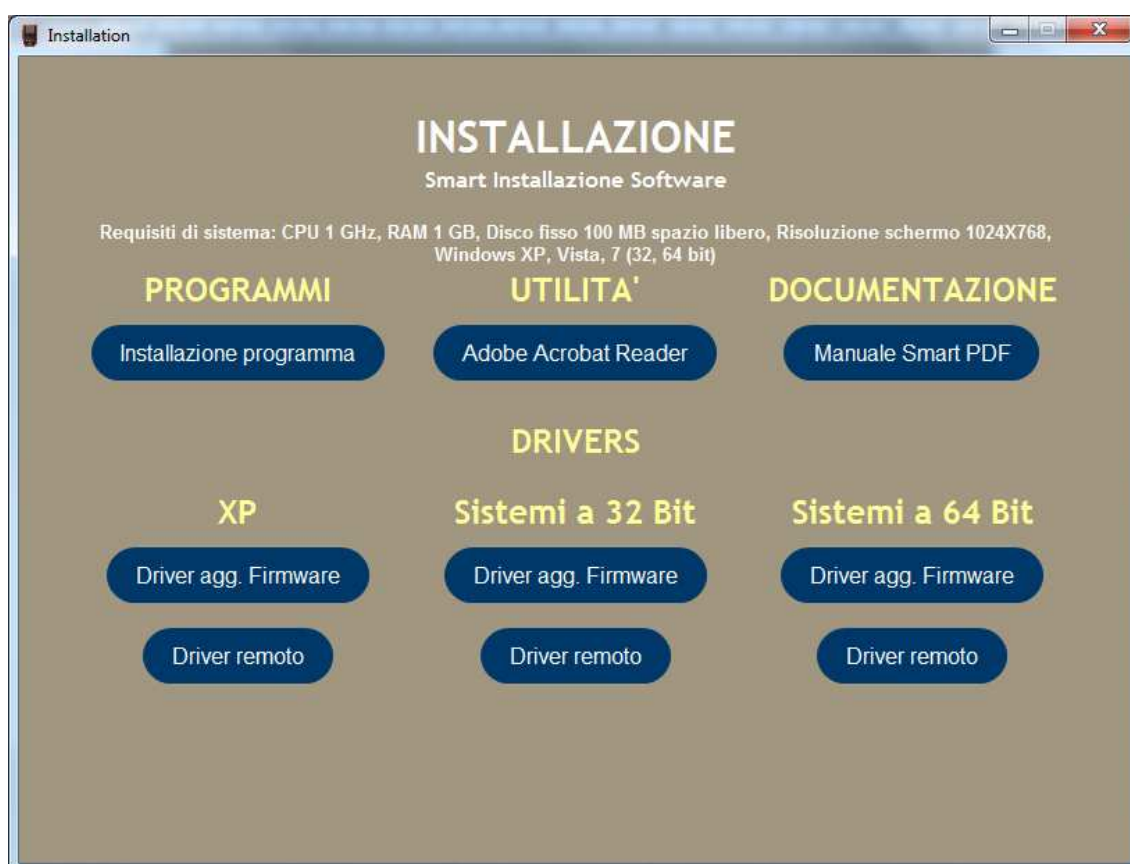 Installation
INSTALLAZIONE
Smart Installazione Software
Requisiti di sistema: CPU 1 GHz, RAM 1 GB, Disco fisso 100 MB spazio libero, Risoluzione schermo 1024X768,
Windows XP, Vista, 7 (32, 64 bit)
PROGRAMMI UTILITA' DOCUMENTAZIONE
Installazione programma Adobe Acrobat Reader Manuale Smart PDF
DRIVERS
XP Sistemi a 32 Bit Sistemi a 64 Bit
Driver agg. Firmware Driver agg. Firmware Driver agg. Firmware
Driver remoto Driver remoto Driver remoto